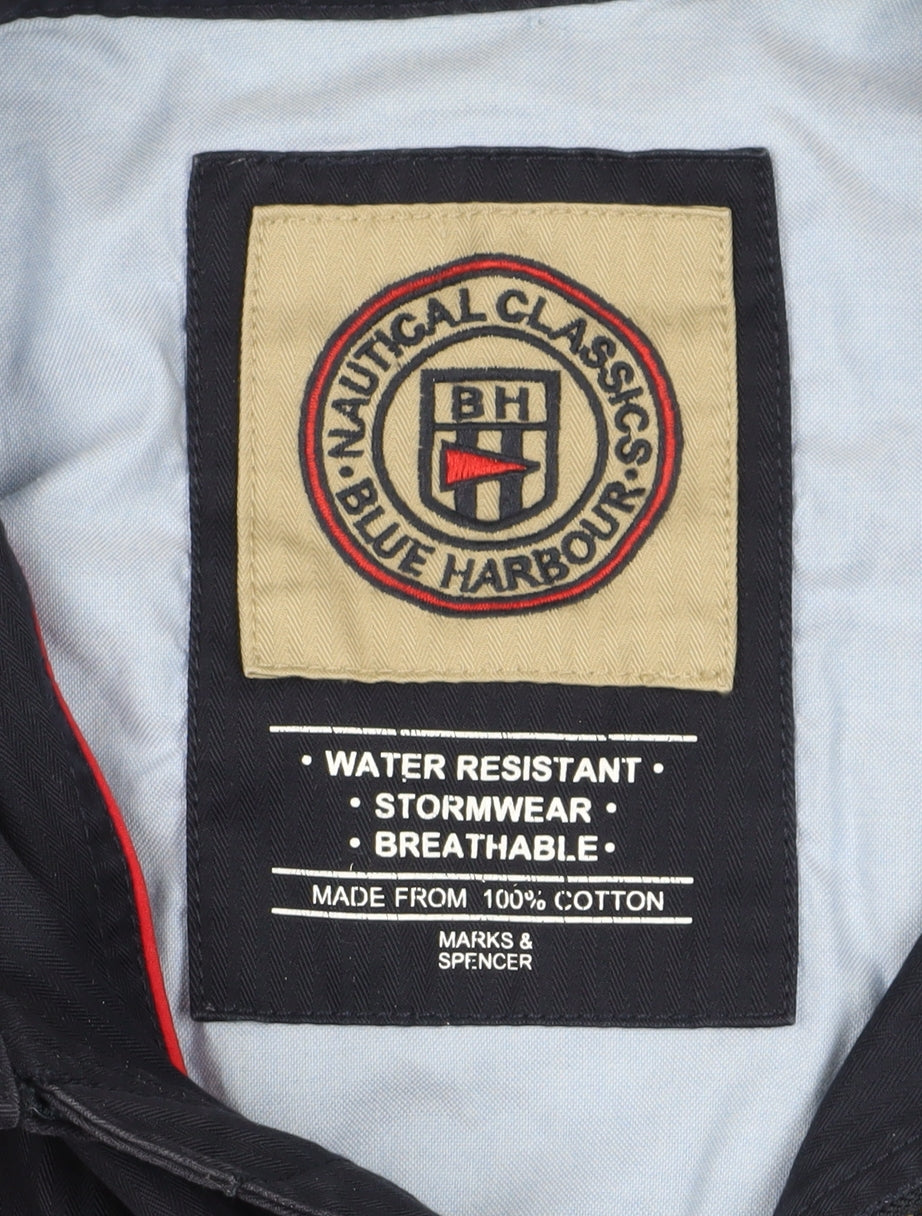 NAUTICAL CLASSICS
BH
• BLUE HARBOUR •
• WATER RESISTANT •
• STORMWEAR •
• BREATHABLE •
MADE FROM 100% COTTON
MARKS &
SPENCER